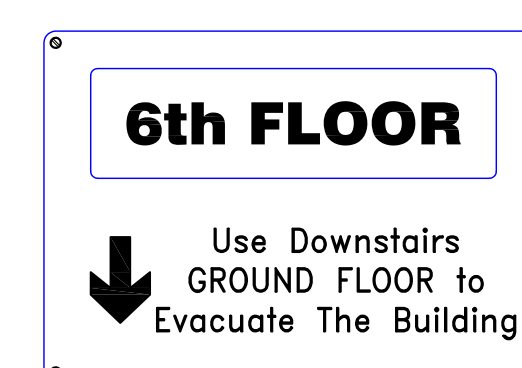 6th FLOOR
Use Downstairs
GROUND FLOOR to
Evacuate The Building